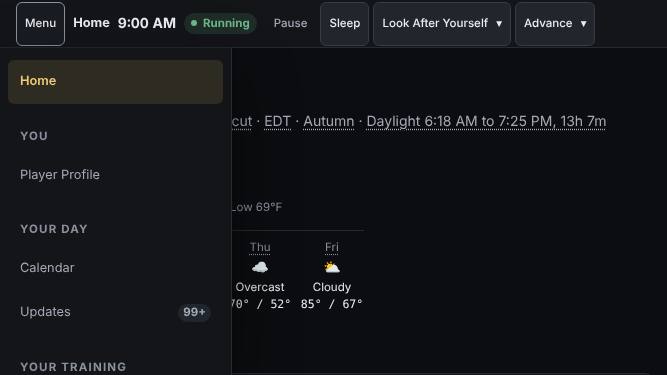 Menu Home 9:00 AM Running Pause Sleep Look After Yourself ▾ Advance ▾
Home
YOU
Player Profile
YOUR DAY
Calendar
Updates 99+
YOUR TRAINING
cut · EDT · Autumn · Daylight 6:18 AM to 7:25 PM, 13h 7m
Low 69°F
Thu Fri
Overcast Cloudy
70° / 52° 85° / 67°